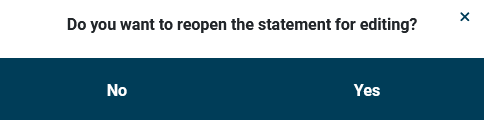 Do you want to reopen the statement for editing?
No
Yes